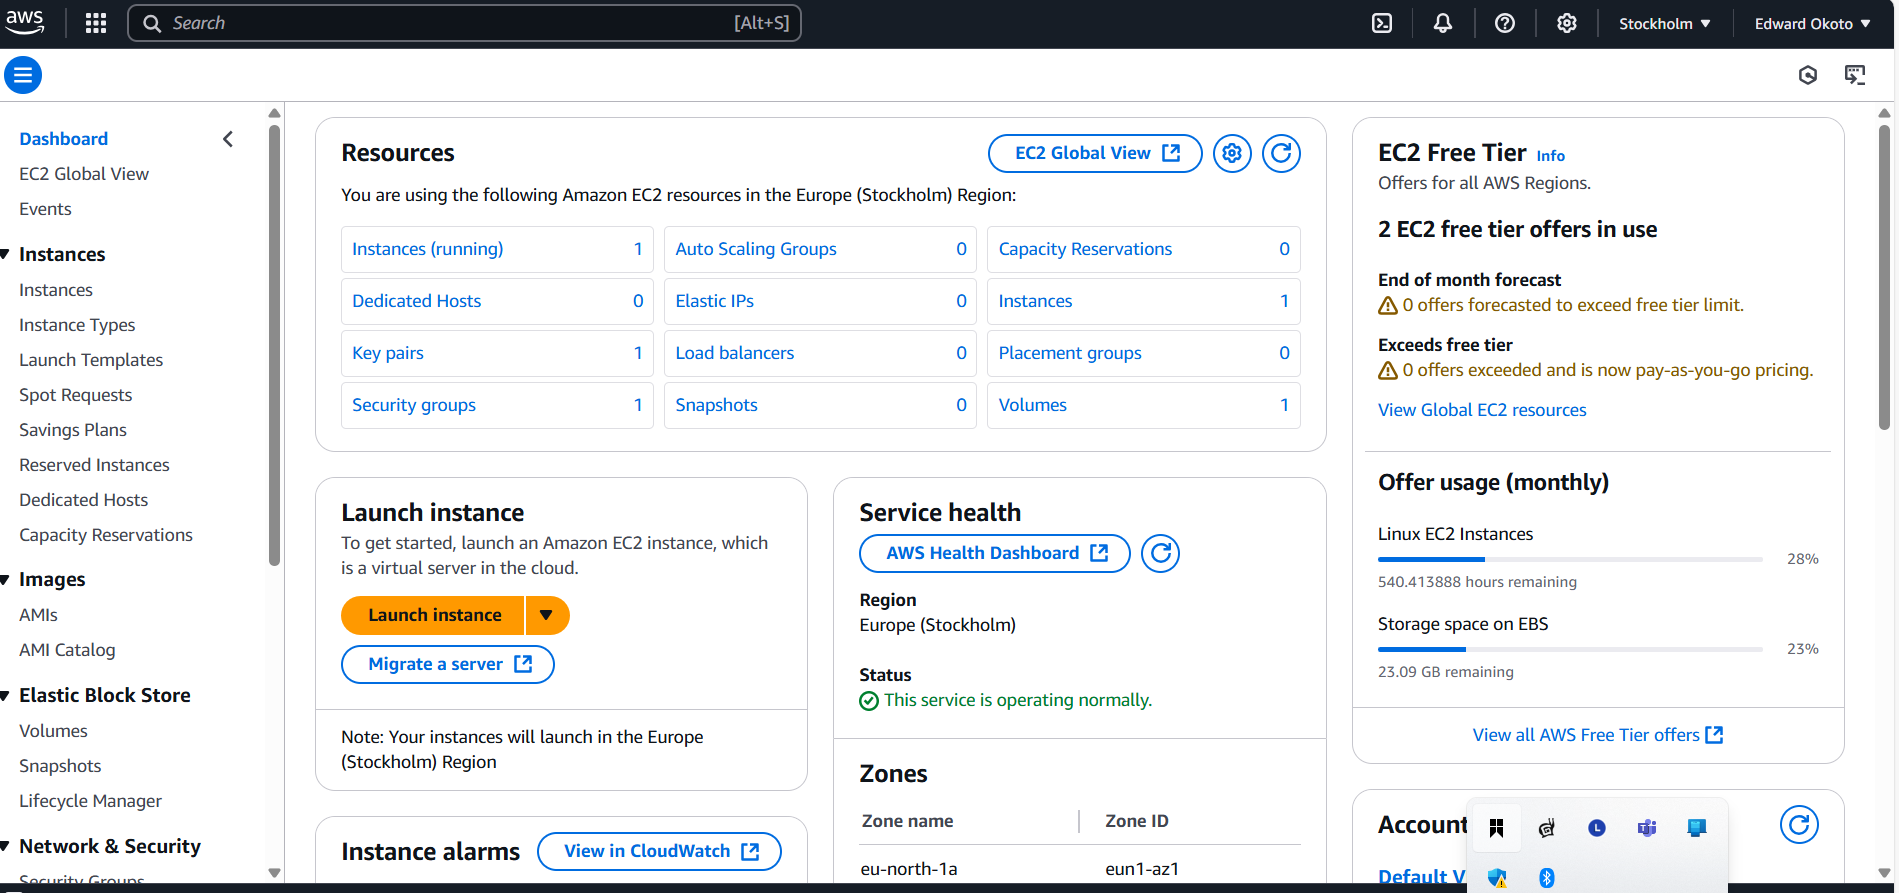 aws
Search
[Alt+S]
Stockholm
Edward Okoto
Dashboard
EC2 Global View
Events
Instances
Instances
Instance Types
Launch Templates
Spot Requests
Savings Plans
Reserved Instances
Dedicated Hosts
Capacity Reservations
Images
AMIs
AMI Catalog
Elastic Block Store
Volumes
Snapshots
Lifecycle Manager
Network & Security
Security Groups
Resources
EC2 Global View
You are using the following Amazon EC2 resources in the Europe (Stockholm) Region:
Instances (running) 1
Auto Scaling Groups 0
Capacity Reservations 0
Dedicated Hosts 0
Elastic IPs 0
Instances 1
Key pairs 1
Load balancers 0
Placement groups 0
Security groups 1
Snapshots 0
Volumes 1
Launch instance
To get started, launch an Amazon EC2 instance, which
is a virtual server in the cloud.
Launch instance
Migrate a server
Note: Your instances will launch in the Europe
(Stockholm) Region
Instance alarms
View in CloudWatch
Service health
AWS Health Dashboard
Region
Europe (Stockholm)
Status
This service is operating normally.
Zones
Zone name
Zone ID
eu-north-1a
eun1-az1
EC2 Free Tier Info
Offers for all AWS Regions.
2 EC2 free tier offers in use
End of month forecast
0 offers forecasted to exceed free tier limit.
Exceeds free tier
0 offers exceeded and is now pay-as-you-go pricing.
View Global EC2 resources
Offer usage (monthly)
Linux EC2 Instances
28%
540.413888 hours remaining
Storage space on EBS
23%
23.09 GB remaining
View all AWS Free Tier offers
Account
L
Default V